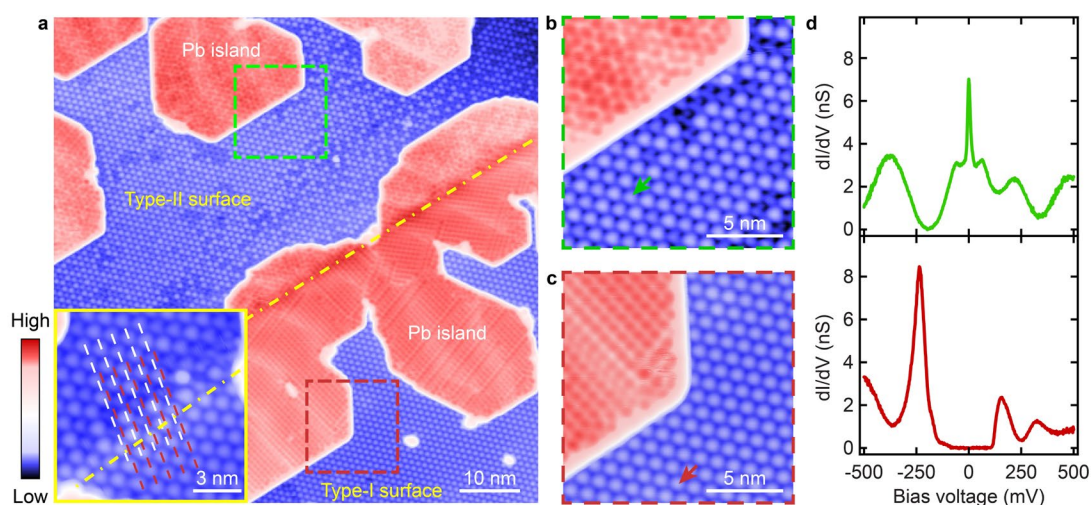 a
Pb island
Type-II surface
Pb island
High
Low
3 nm
Type-I surface
10 nm
b
5 nm
c
5 nm
d
dI/dV (nS)
8
6
4
2
0
dI/dV (nS)
8
4
0
-500 -250 0 250 500
Bias voltage (mV)